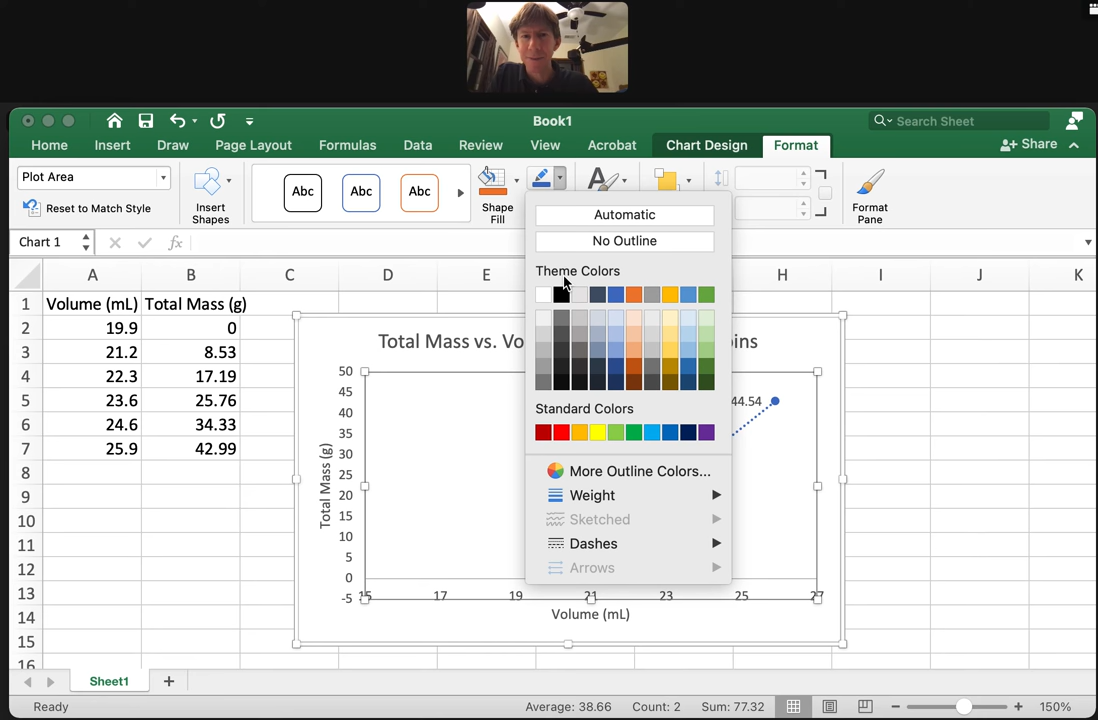 Book1
Search Sheet
Home Insert Draw Page Layout Formulas Data Review View Acrobat Chart Design Format Share
Plot Area
Reset to Match Style
Insert
Shapes
Abc Abc Abc
Shape
Fill
Format
Pane
Automatic
No Outline
Theme Colors
Standard Colors
More Outline Colors...
Weight
Sketched
Dashes
Arrows
Chart 1
fx
A B C D E H I J K
1 Volume (mL) Total Mass (g)
2 19.9 0
3 21.2 8.53
4 22.3 17.19
5 23.6 25.76
6 24.6 34.33
7 25.9 42.99
8
9
10
11
12
13
14
15
16
Total Mass vs. Vo
ins
50
45
40
35
30
25
20
15
10
5
0
-5
Total Mass (g)
44.54
15 17 19 21 23 25 27
Volume (mL)
Sheet1
Ready
Average: 38.66 Count: 2 Sum: 77.32
150%